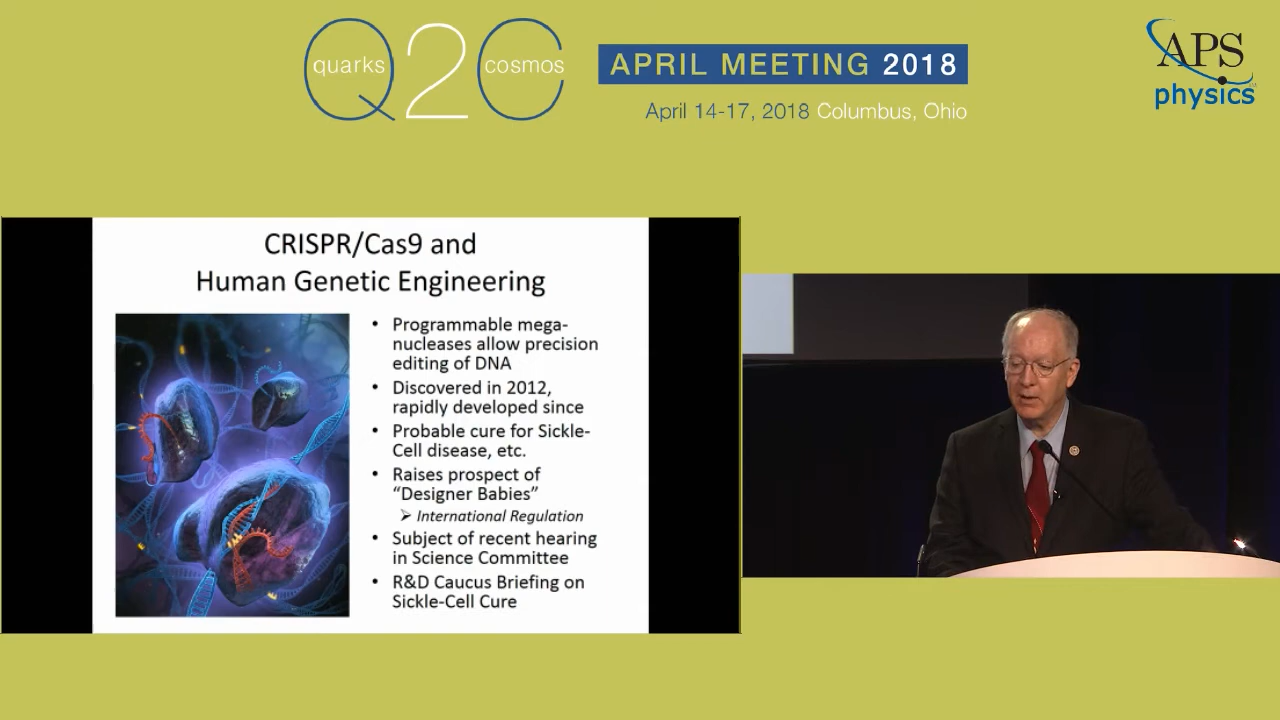 quarks Q2C cosmos
APRIL MEETING 2018
April 14-17, 2018 Columbus, Ohio
APS
physics
CRISPR/Cas9 and
Human Genetic Engineering
• Programmable mega-
nucleases allow precision
editing of DNA
• Discovered in 2012,
rapidly developed since
• Probable cure for Sickle-
Cell disease, etc.
• Raises prospect of
“Designer Babies”
➢ International Regulation
• Subject of recent hearing
in Science Committee
• R&D Caucus Briefing on
Sickle-Cell Cure